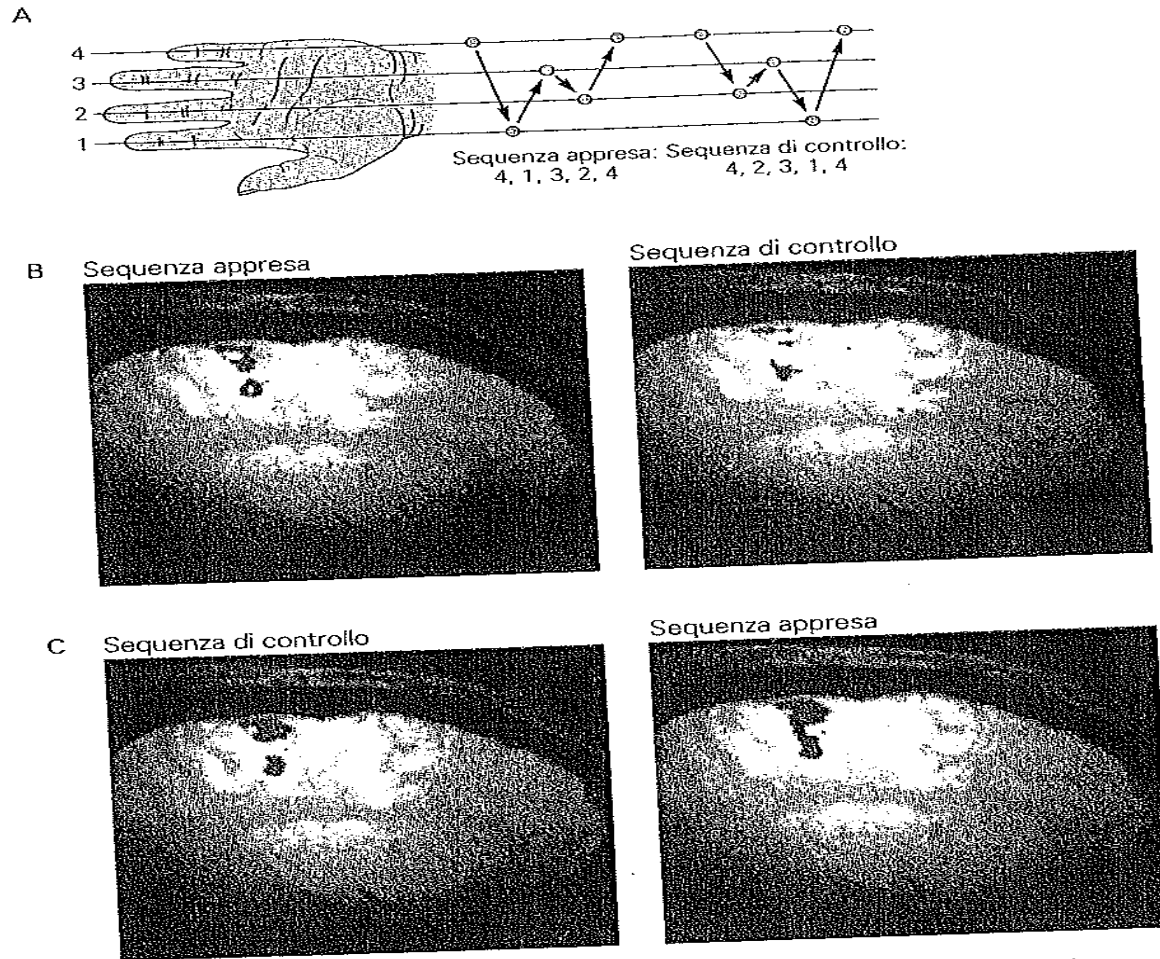 A
4
3
2
1
Sequenza appresa: Sequenza di controllo:
4, 1, 3, 2, 4 4, 2, 3, 1, 4
B Sequenza appresa
Sequenza di controllo
C Sequenza di controllo
Sequenza appresa